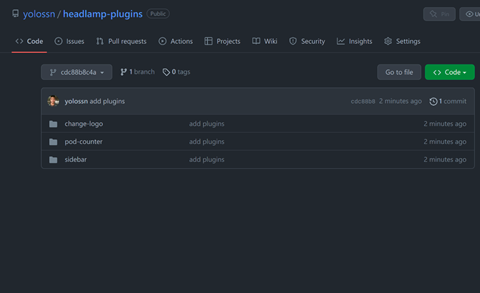 yolossn / headlamp-plugins Public
Pin
Code Issues Pull requests Actions Projects Wiki Security Insights Settings
cdc88b8c4a 1 branch 0 tags Go to file Code
yolossn add plugins cdc88b8 2 minutes ago 1 commit
change-logo add plugins 2 minutes ago
pod-counter add plugins 2 minutes ago
sidebar add plugins 2 minutes ago